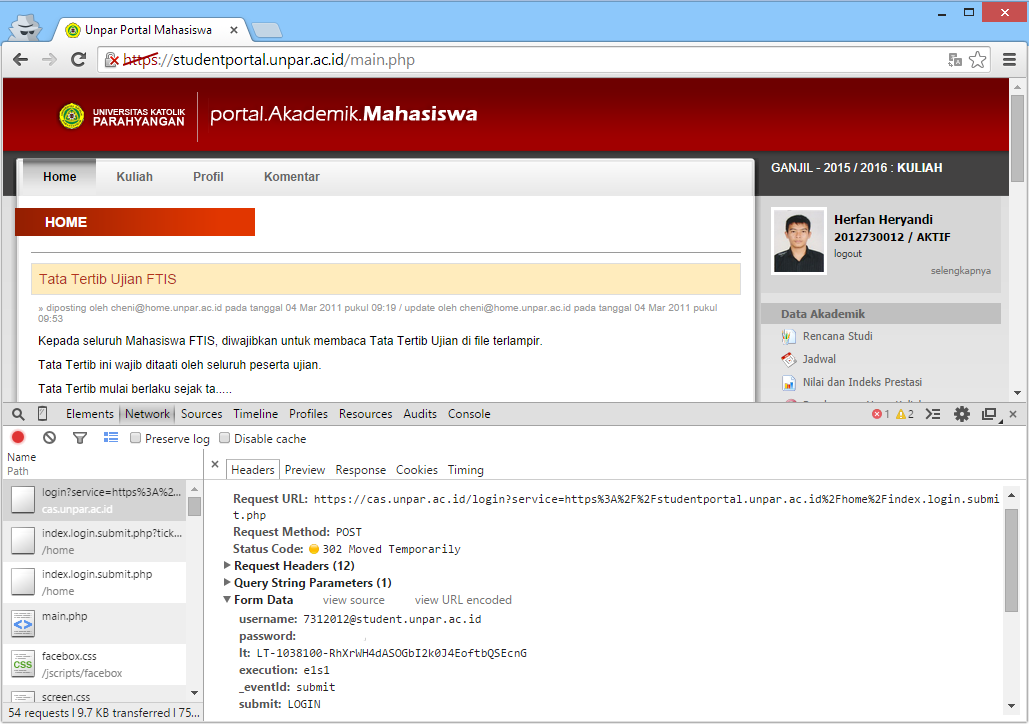 Unpar Portal Mahasiswa
https://studentportal.unpar.ac.id/main.php
UNIVERSITAS KATOLIK
PARAHYANGAN
portal.Akademik.Mahasiswa
Home Kuliah Profil Komentar
GANJIL - 2015 / 2016 : KULIAH
HOME
Herfan Heryandi
2012730012 / AKTIF
logout
selengkapnya
Tata Tertib Ujian FTIS
» diposting oleh cheni@home.unpar.ac.id pada tanggal 04 Mar 2011 pukul 09:19 / update oleh cheni@home.unpar.ac.id pada tanggal 04 Mar 2011 pukul
09:53
Kepada seluruh Mahasiswa FTIS, diwajibkan untuk membaca Tata Tertib Ujian di file terlampir.
Tata Tertib ini wajib ditaati oleh seluruh peserta ujian.
Tata Tertib mulai berlaku sejak ta.....
Data Akademik
Rencana Studi
Jadwal
Nilai dan Indeks Prestasi
Elements Network Sources Timeline Profiles Resources Audits Console
1 2
Preserve log Disable cache
Name
Path
login?service=https%3A%2...
cas.unpar.ac.id
index.login.submit.php?tick...
/home
index.login.submit.php
/home
main.php
facebox.css
/jscripts/facebox
screen.css
54 requests | 9.7 KB transferred | 75...
Headers Preview Response Cookies Timing
Request URL: https://cas.unpar.ac.id/login?service=https%3A%2F%2Fstudentportal.unpar.ac.id%2Fhome%2Findex.login.submi
t.php
Request Method: POST
Status Code: 302 Moved Temporarily
Request Headers (12)
Query String Parameters (1)
Form Data view source view URL encoded
username: 7312012@student.unpar.ac.id
password:
lt: LT-1038100-RhXrWH4dASOGbI2k0J4EoftbQSEcnG
execution: e1s1
_eventId: submit
submit: LOGIN